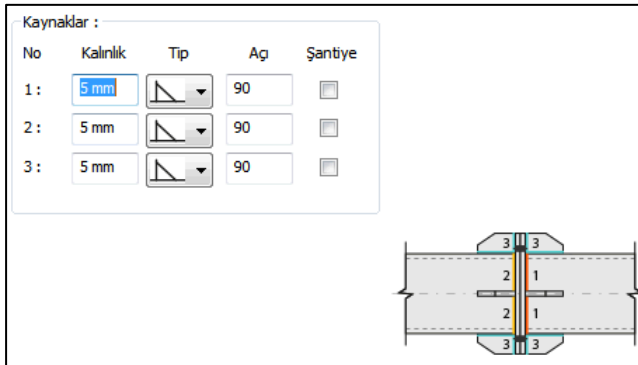 Kaynaklar :
No Kalınlık Tip Açı Şantiye
1 : 5 mm 90
2 : 5 mm 90
3 : 5 mm 90
3 3
2 1
2 1
3 3